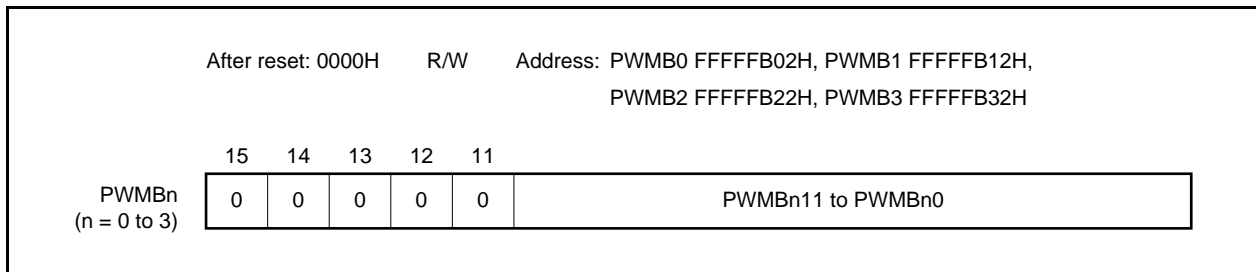 After reset: 0000H R/W Address: PWMB0 FFFFFB02H, PWMB1 FFFFFB12H,
PWMB2 FFFFFB22H, PWMB3 FFFFFB32H
15 14 13 12 11
PWMBn 0 0 0 0 0 PWMBn11 to PWMBn0
(n = 0 to 3)